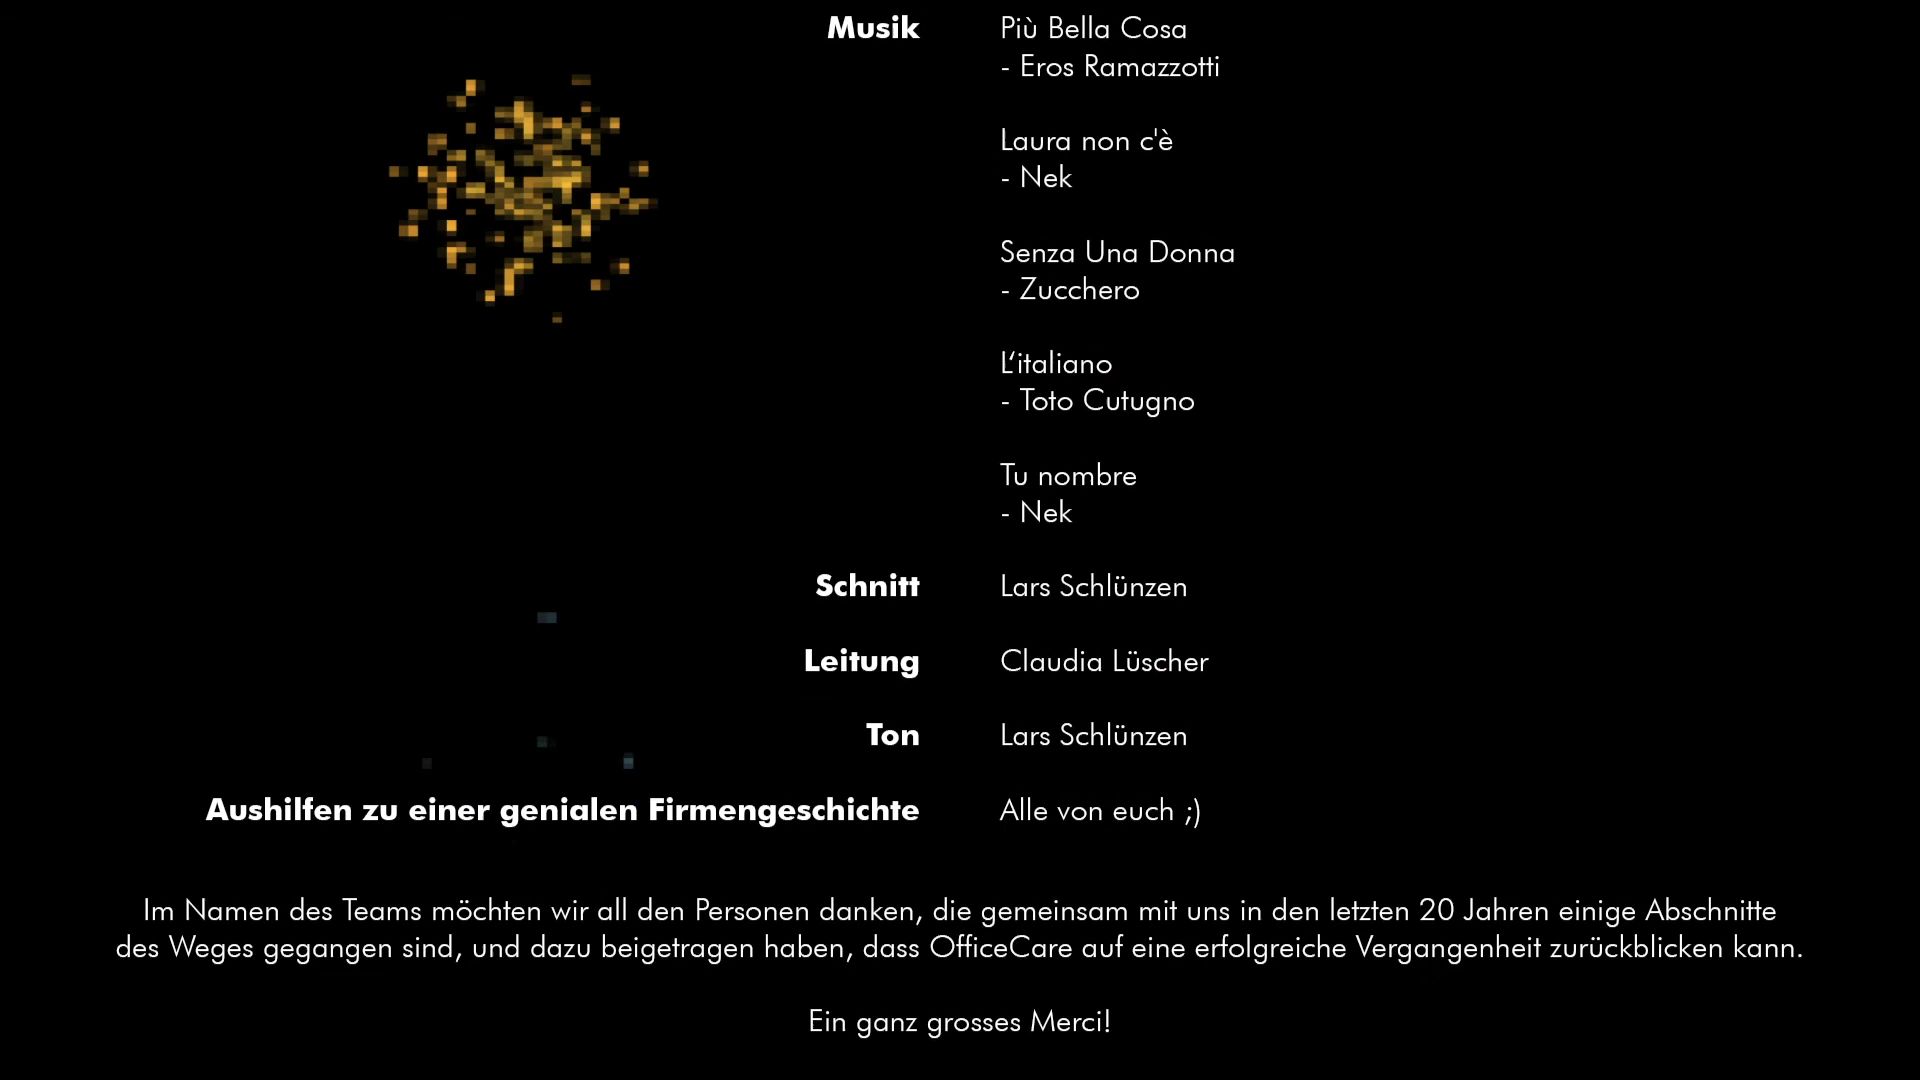 Musik Più Bella Cosa
- Eros Ramazzotti
Laura non c'è
- Nek
Senza Una Donna
- Zucchero
L‘italiano
- Toto Cutugno
Tu nombre
- Nek
Schnitt Lars Schlünzen
Leitung Claudia Lüscher
Ton Lars Schlünzen
Aushilfen zu einer genialen Firmengeschichte Alle von euch ;)
Im Namen des Teams möchten wir all den Personen danken, die gemeinsam mit uns in den letzten 20 Jahren einige Abschnitte
des Weges gegangen sind, und dazu beigetragen haben, dass OfficeCare auf eine erfolgreiche Vergangenheit zurückblicken kann.
Ein ganz grosses Merci!